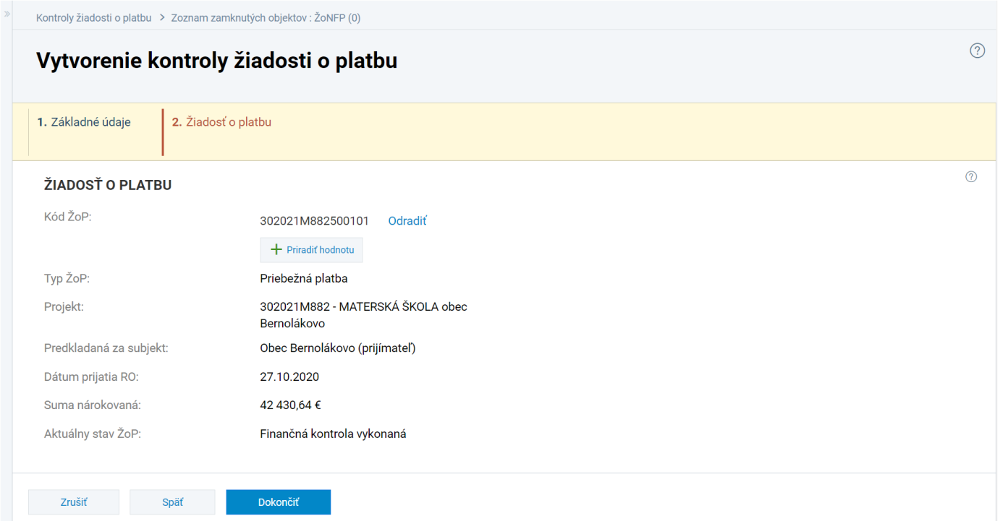 »
Kontroly žiadosti o platbu > Zoznam zamknutých objektov : ŽoNFP (0)
Vytvorenie kontroly žiadosti o platbu
?
1. Základné údaje
2. Žiadosť o platbu
ŽIADOSŤ O PLATBU
?
Kód ŽoP:
302021M882500101 Odradiť
+ Priradiť hodnotu
Typ ŽoP: Priebežná platba
Projekt: 302021M882 - MATERSKÁ ŠKOLA obec
Bernolákovo
Predkladaná za subjekt: Obec Bernolákovo (prijímateľ)
Dátum prijatia RO: 27.10.2020
Suma nárokovaná: 42 430,64 €
Aktuálny stav ŽoP: Finančná kontrola vykonaná
Zrušiť Späť Dokončiť